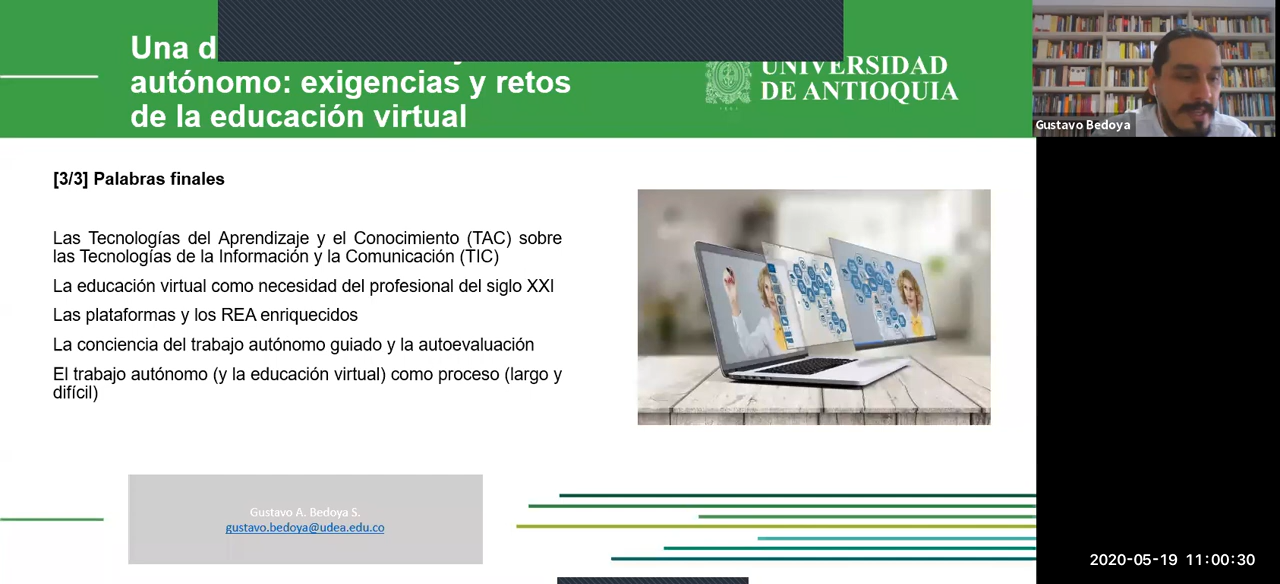 Una d
autónomo: exigencias y retos
de la educación virtual
UNIVERSIDAD
DE ANTIOQUIA
Gustavo Bedoya
[3/3] Palabras finales
Las Tecnologías del Aprendizaje y el Conocimiento (TAC) sobre
las Tecnologías de la Información y la Comunicación (TIC)
La educación virtual como necesidad del profesional del siglo XXI
Las plataformas y los REA enriquecidos
La conciencia del trabajo autónomo guiado y la autoevaluación
El trabajo autónomo (y la educación virtual) como proceso (largo y
difícil)
Gustavo A. Bedoya S.
gustavo.bedoya@udea.edu.co
2020-05-19 11:00:30